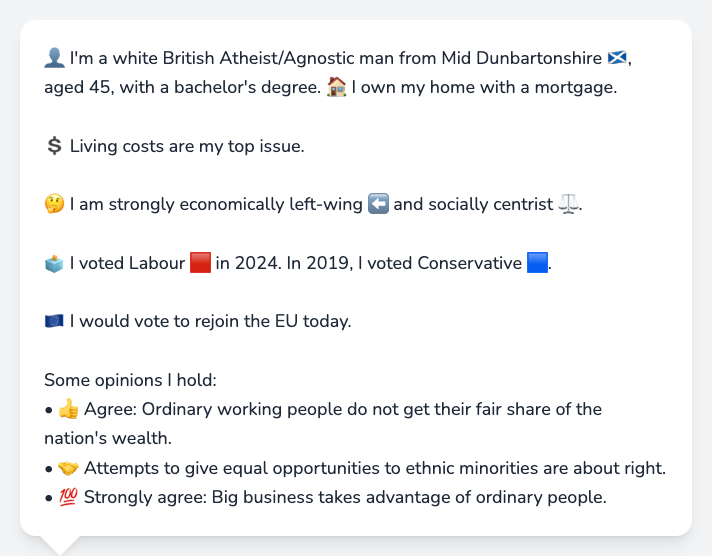 👤 I'm a white British Atheist/Agnostic man from Mid Dunbartonshire 🏴󠁧󠁢󠁳󠁣󠁴󠁿,
aged 45, with a bachelor's degree. 🏠 I own my home with a mortgage.
💲 Living costs are my top issue.
🤔 I am strongly economically left-wing ⬅️ and socially centrist ⚖️.
🗳️ I voted Labour 🟥 in 2024. In 2019, I voted Conservative 🟦.
🇪🇺 I would vote to rejoin the EU today.
Some opinions I hold:
• 👍 Agree: Ordinary working people do not get their fair share of the
nation's wealth.
• 🤝 Attempts to give equal opportunities to ethnic minorities are about right.
• 💯 Strongly agree: Big business takes advantage of ordinary people.